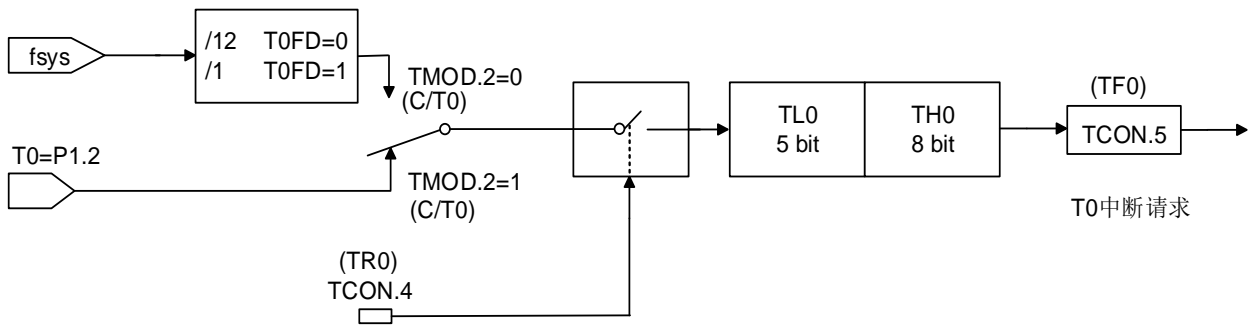 fsys
/12 T0FD=0
/1 T0FD=1
TMOD.2=0
(C/T0)
T0=P1.2
TMOD.2=1
(C/T0)
(TR0)
TCON.4
TL0
5 bit
TH0
8 bit
(TF0)
TCON.5
T0中断请求